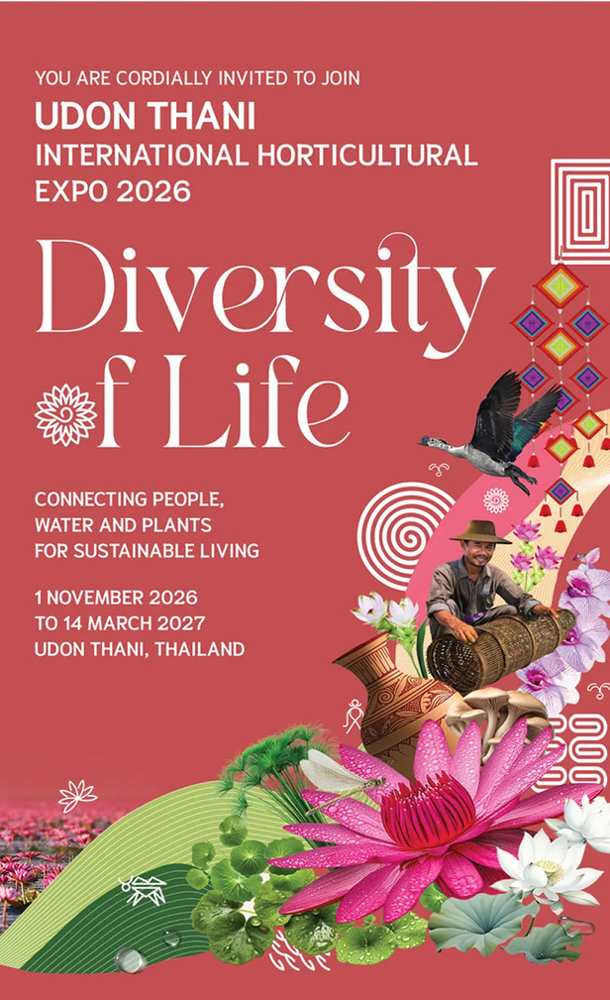 YOU ARE CORDIALLY INVITED TO JOIN
UDON THANI
INTERNATIONAL HORTICULTURAL
EXPO 2026
Diversity
of Life
CONNECTING PEOPLE,
WATER AND PLANTS
FOR SUSTAINABLE LIVING
1 NOVEMBER 2026
TO 14 MARCH 2027
UDON THANI, THAILAND